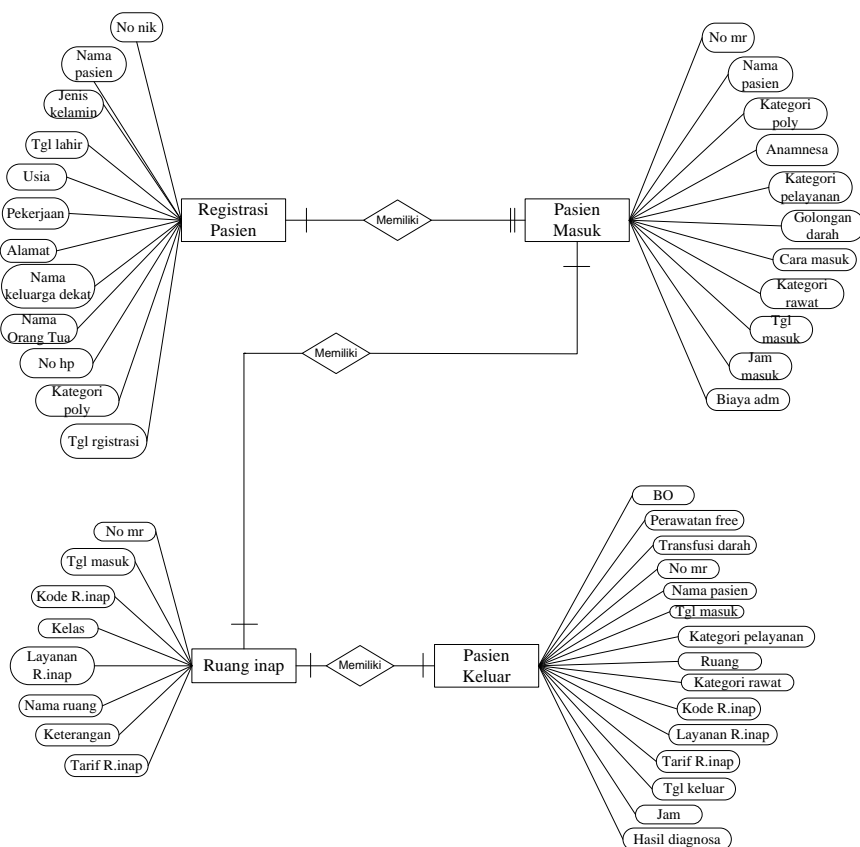 No nik
Nama
pasien
Jenis
kelamin
Tgl lahir
Usia
Pekerjaan
Alamat
Nama
keluarga dekat
Nama
Orang Tua
No hp
Kategori
poly
Tgl rgistrasi
Registrasi
Pasien
Memiliki
Pasien
Masuk
No mr
Nama
pasien
Kategori
poly
Anamnesa
Kategori
pelayanan
Golongan
darah
Cara masuk
Kategori
rawat
Tgl
masuk
Jam
masuk
Biaya adm
Memiliki
No mr
Tgl masuk
Kode R.inap
Kelas
Layanan
R.inap
Nama ruang
Keterangan
Tarif R.inap
Ruang inap
Memiliki
Pasien
Keluar
BO
Perawatan free
Transfusi darah
No mr
Nama pasien
Tgl masuk
Kategori pelayanan
Ruang
Kategori rawat
Kode R.inap
Layanan R.inap
Tarif R.inap
Tgl keluar
Jam
Hasil diagnosa